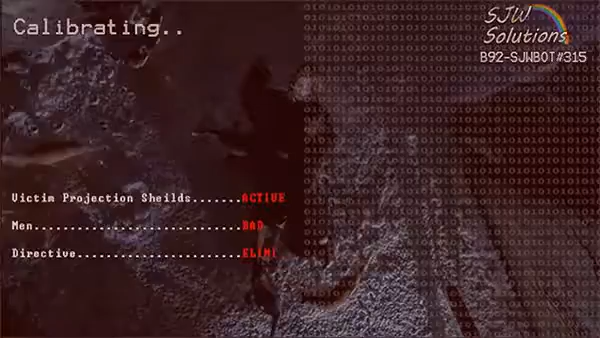 Calibrating..
SJW
Solutions
B92-SJWBOT#315
Victim Projection Sheilds.......ACTIVE
Men..............................BAD
Directive.......................ELIMI